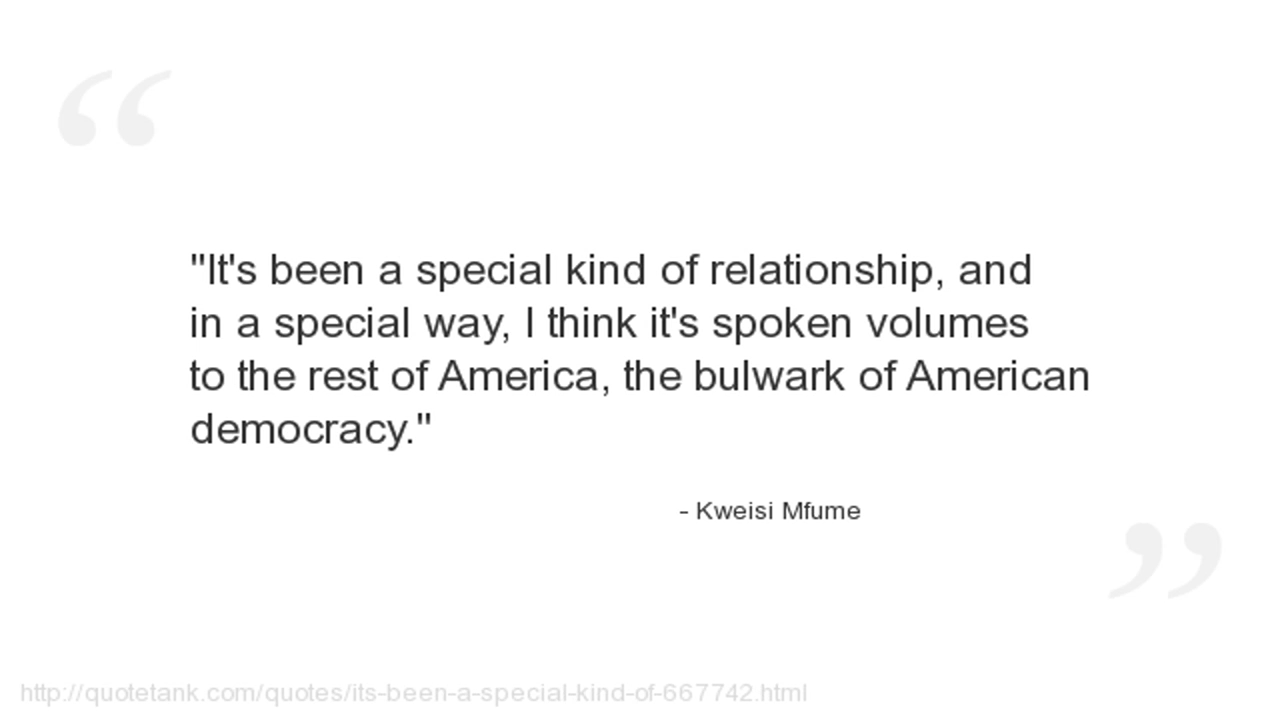 "It's been a special kind of relationship, and
in a special way, I think it's spoken volumes
to the rest of America, the bulwark of American
democracy."
- Kweisi Mfume
http://quotetank.com/quotes/its-been-a-special-kind-of-667742.html